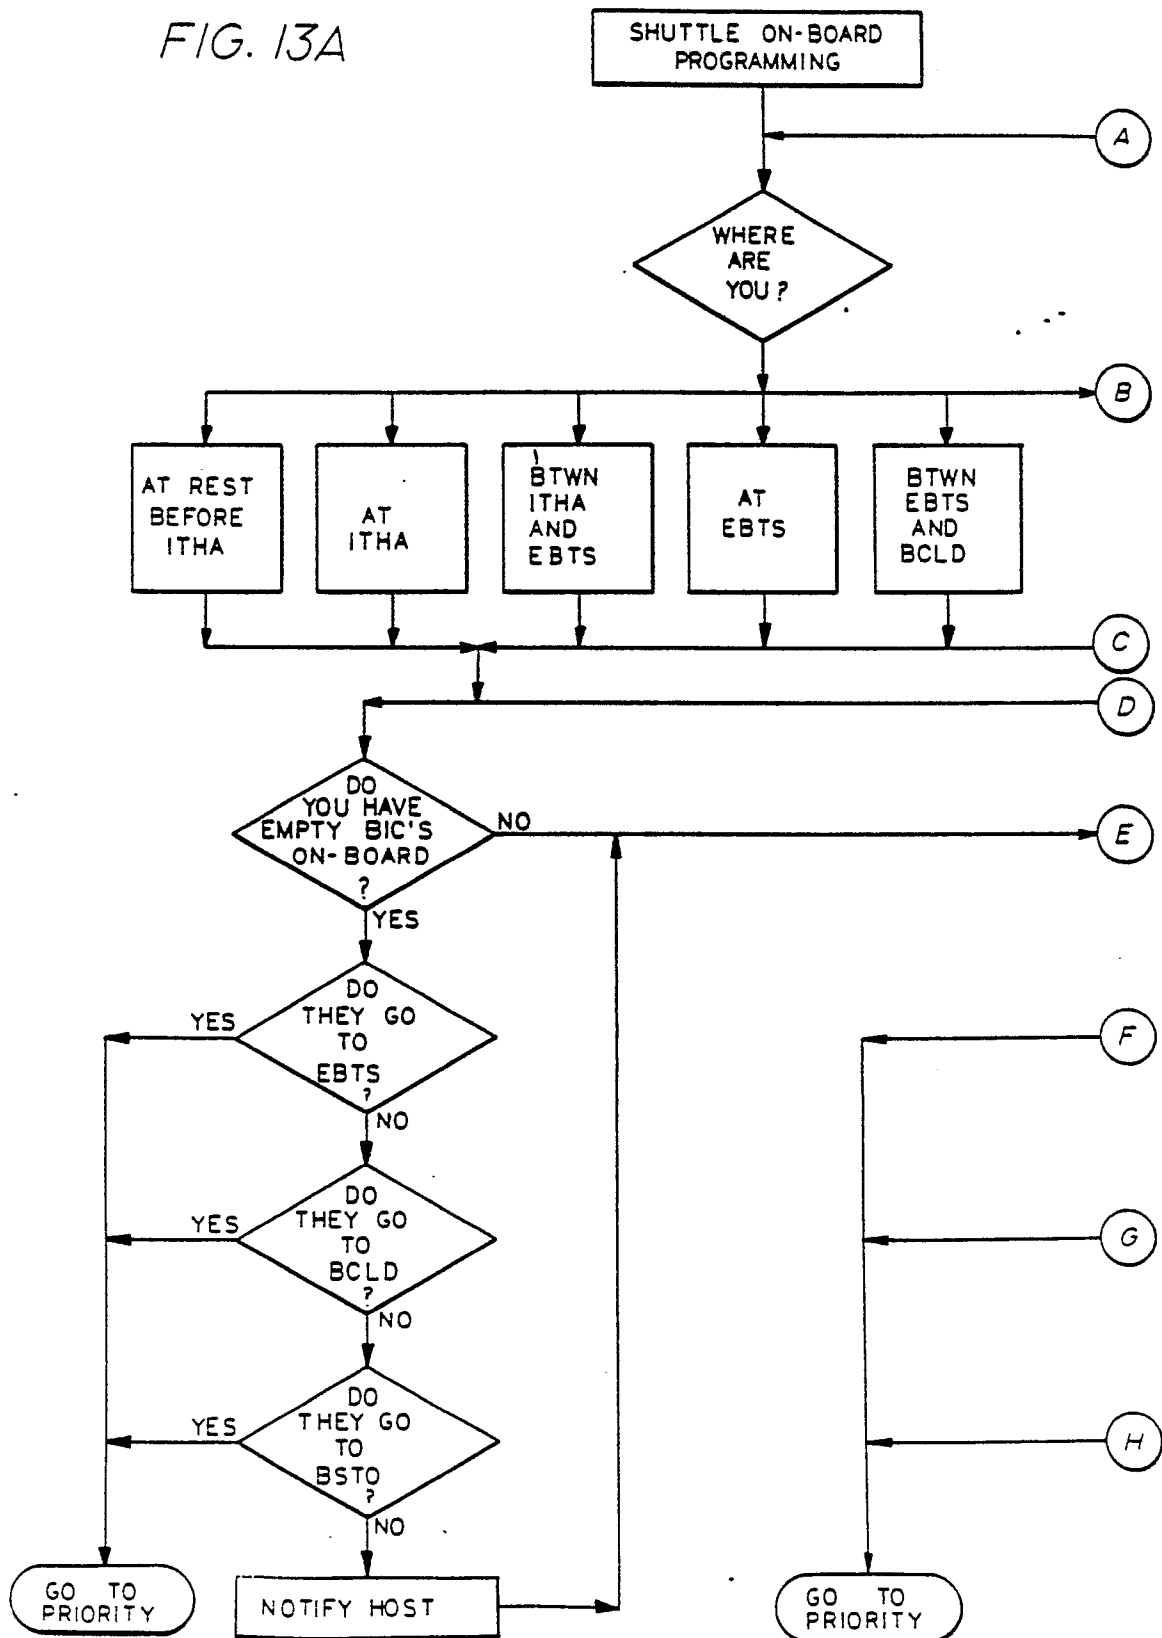 FIG. 13A
SHUTTLE ON-BOARD
PROGRAMMING
A
WHERE
ARE
YOU?
B
AT REST
BEFORE
ITHA
AT
ITHA
BTWN
ITHA
AND
EBTS
AT
EBTS
BTWN
EBTS
AND
BCLD
C
D
DO
YOU HAVE
EMPTY BIC'S
ON-BOARD
?
NO
E
YES
DO
THEY GO
TO
EBTS
?
YES
F
NO
DO
THEY GO
TO
BCLD
?
YES
G
NO
DO
THEY GO
TO
BSTO
?
YES
H
NO
GO TO
PRIORITY
NOTIFY HOST
GO TO
PRIORITY